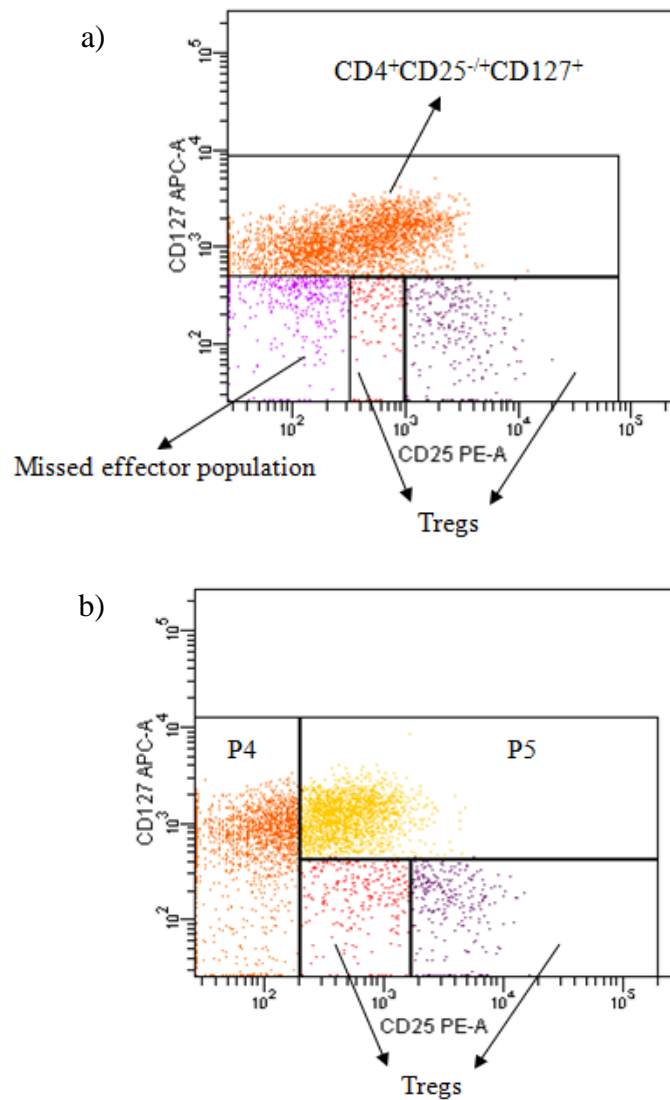 a)
CD4⁺CD25⁻/⁺CD127⁺
CD127 APC-A
10⁵
10⁴
10³
10²
10² 10³ 10⁴ 10⁵
CD25 PE-A
Missed effector population
Tregs
b)
P4 P5
CD127 APC-A
10⁵
10⁴
10³
10²
10² 10³ 10⁴ 10⁵
CD25 PE-A
Tregs